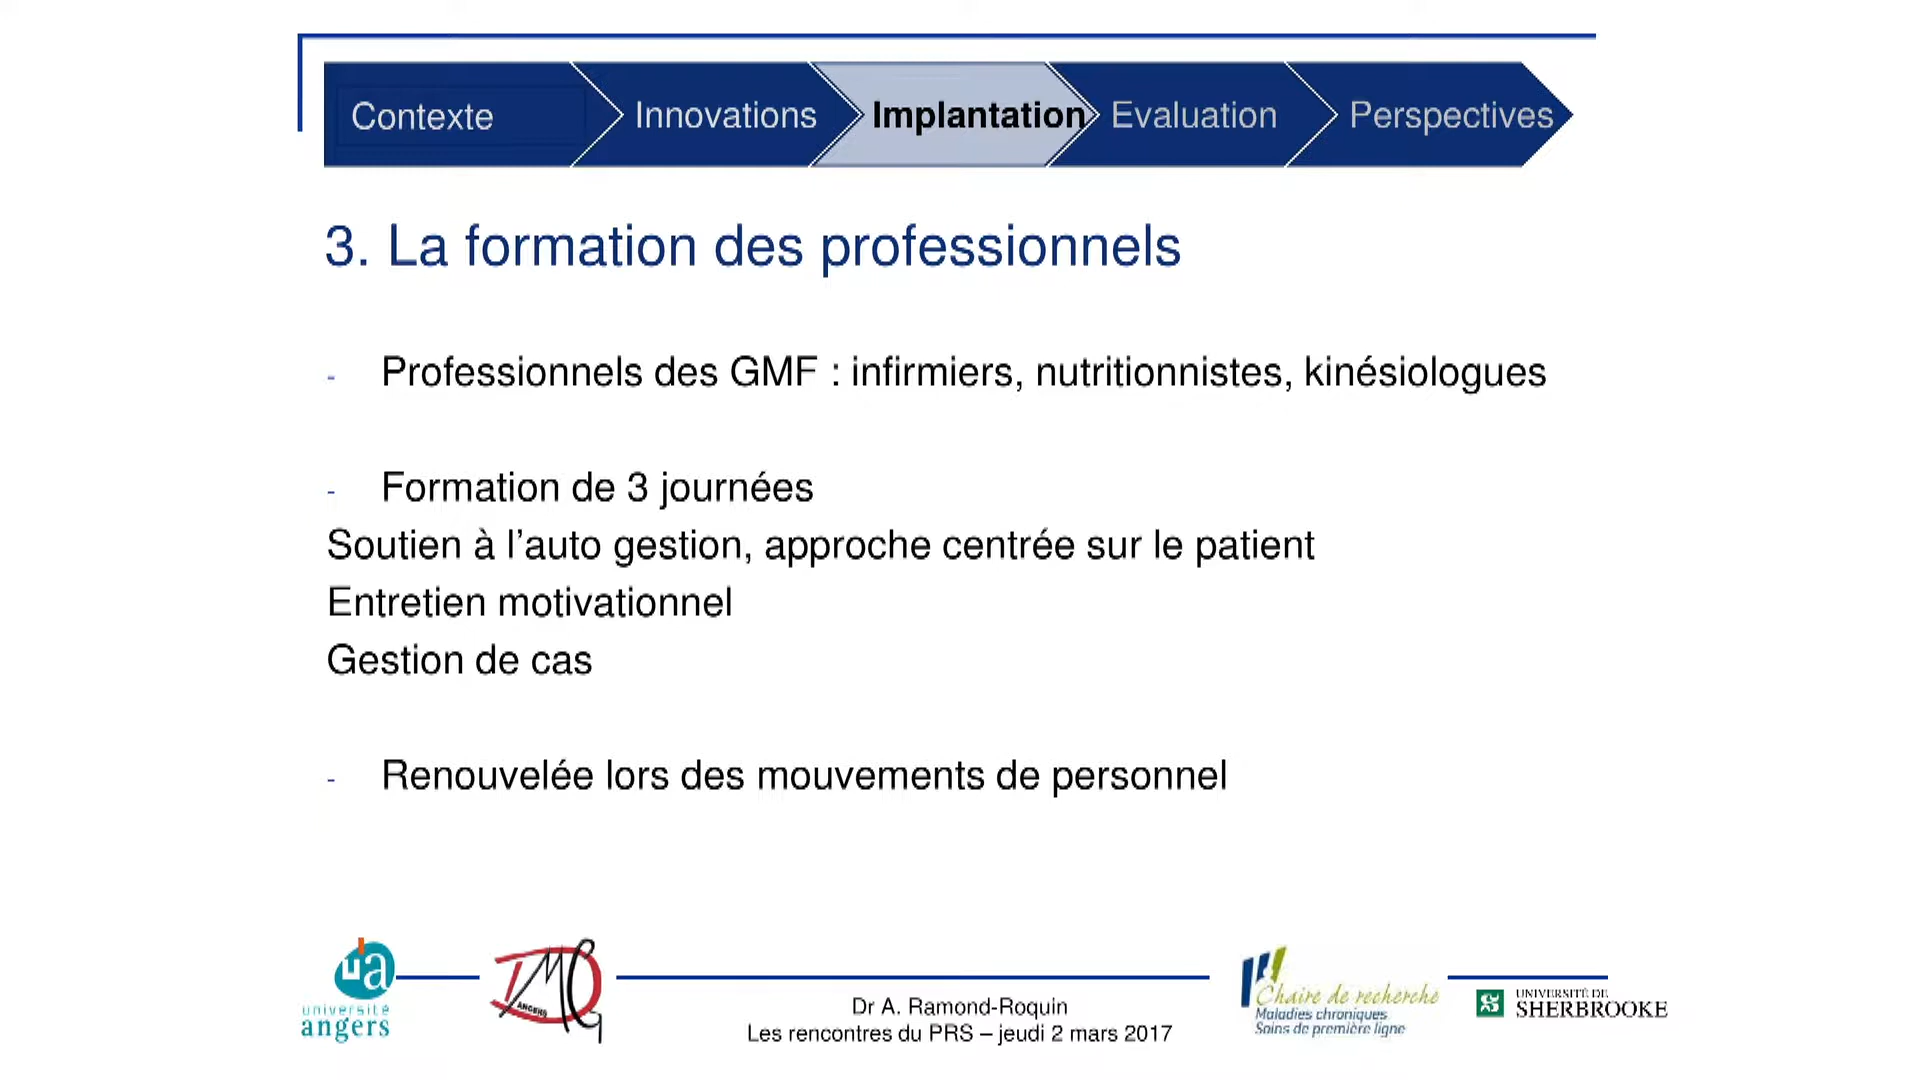 Contexte
Innovations
Implantation
Evaluation
Perspectives
3. La formation des professionnels
- Professionnels des GMF : infirmiers, nutritionnistes, kinésiologues
- Formation de 3 journées
Soutien à l’auto gestion, approche centrée sur le patient
Entretien motivationnel
Gestion de cas
- Renouvelée lors des mouvements de personnel
ua
université
angers
DMG
ANGERS
Dr A. Ramond-Roquin
Les rencontres du PRS – jeudi 2 mars 2017
Chaire de recherche
Maladies chroniques
Soins de première ligne
UNIVERSITÉ DE
SHERBROOKE